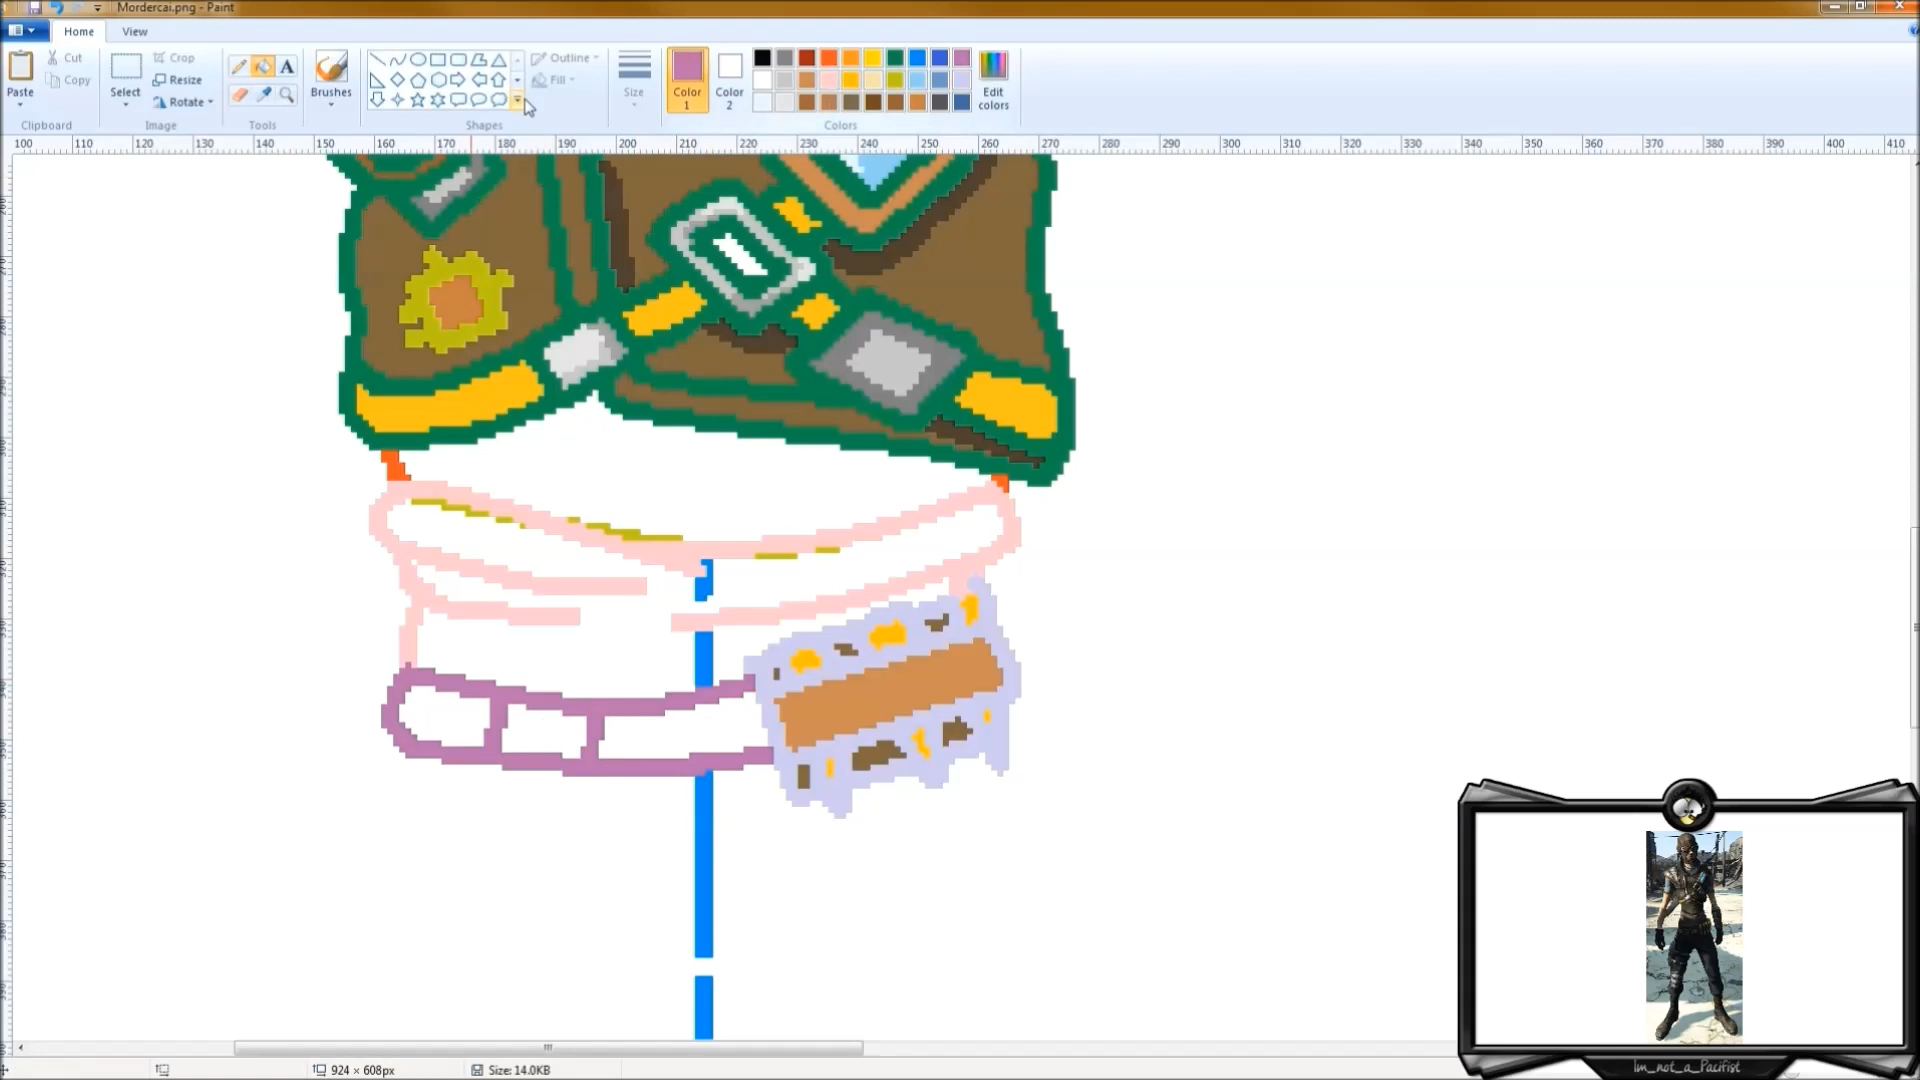 Mordercai.png - Paint
Home View
Paste Cut Copy Clipboard
Select Crop Resize Rotate Image
A Tools
Brushes
Shapes Outline Fill
Size
Color 1 Color 2 Edit colors Colors
100 110 120 130 140 150 160 170 180 190 200 210 220 230 240 250 260 270 280 290 300 310 320 330 340 350 360 370 380 390 400 410
924 × 608px Size: 14.0KB
Im_not_a_Pacifist